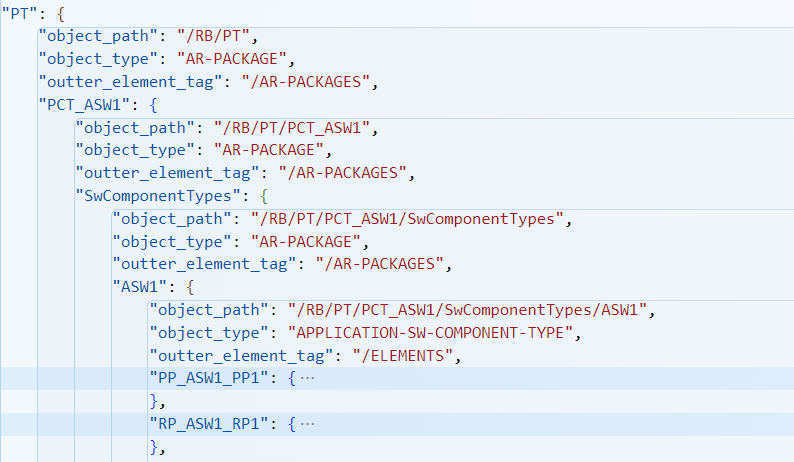 "PT": {
"object_path": "/RB/PT",
"object_type": "AR-PACKAGE",
"outter_element_tag": "/AR-PACKAGES",
"PCT_ASW1": {
"object_path": "/RB/PT/PCT_ASW1",
"object_type": "AR-PACKAGE",
"outter_element_tag": "/AR-PACKAGES",
"SwComponentTypes": {
"object_path": "/RB/PT/PCT_ASW1/SwComponentTypes",
"object_type": "AR-PACKAGE",
"outter_element_tag": "/AR-PACKAGES",
"ASW1": {
"object_path": "/RB/PT/PCT_ASW1/SwComponentTypes/ASW1",
"object_type": "APPLICATION-SW-COMPONENT-TYPE",
"outter_element_tag": "/ELEMENTS",
"PP_ASW1_PP1": {···
},
"RP_ASW1_RP1": {···
},